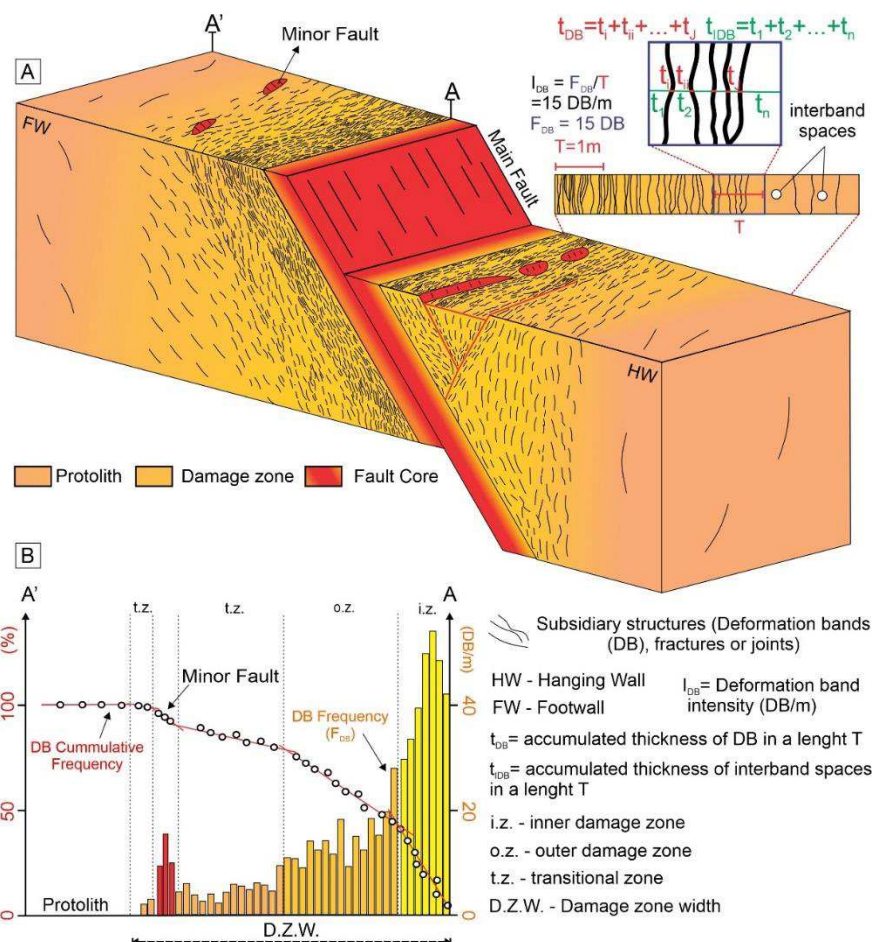 A
A'
Minor Fault
A
FW
Main Fault
HW
t_DB=t_i+t_ii+...+t_J t_IDB=t_1+t_2+...+t_n
I_DB = F_DB/T
=15 DB/m
F_DB = 15 DB
T=1m
t_i t_ii t_J
t_1 t_2 t_n
interband
spaces
T
Protolith Damage zone Fault Core
B
A' A
t.z. t.z. o.z. i.z.
(%)
(DB/m)
100
50
0
40
20
0
Minor Fault
DB Cummulative
Frequency
DB Frequency
(F_DB)
Protolith
D.Z.W.
Subsidiary structures (Deformation bands
(DB), fractures or joints)
HW - Hanging Wall
FW - Footwall
I_DB= Deformation band
intensity (DB/m)
t_DB= accumulated thickness of DB in a lenght T
t_IDB= accumulated thickness of interband spaces
in a lenght T
i.z. - inner damage zone
o.z. - outer damage zone
t.z. - transitional zone
D.Z.W. - Damage zone width